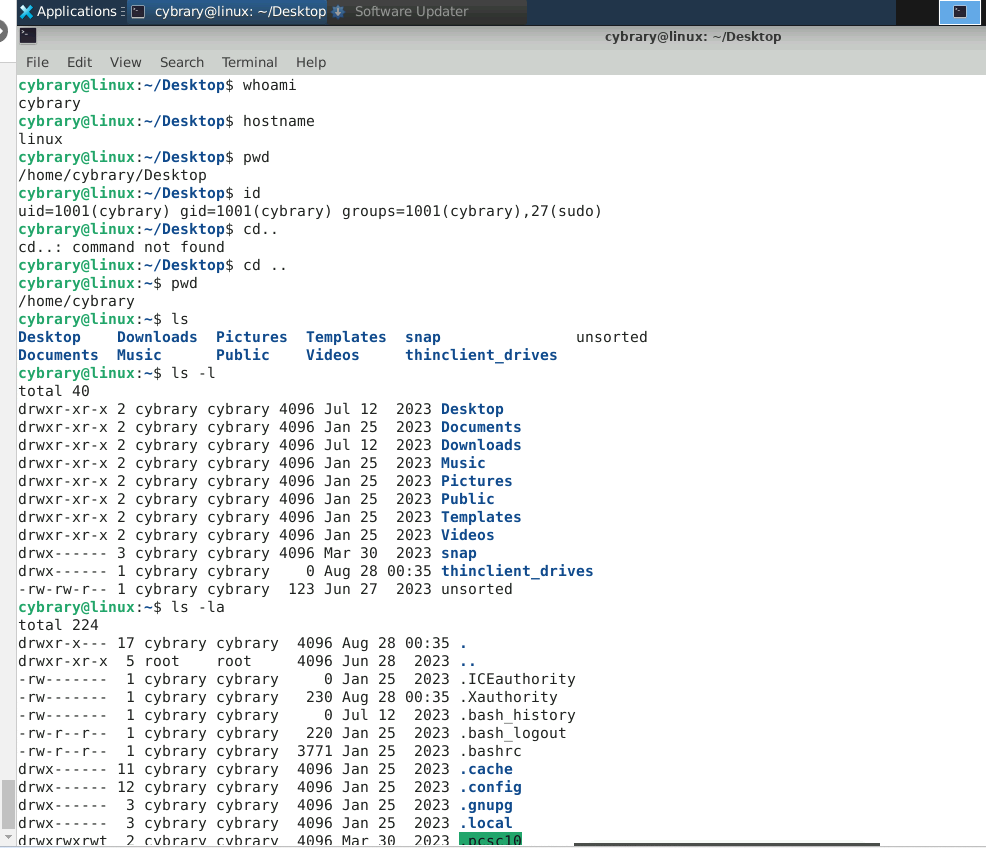 Applications
cybrary@linux: ~/Desktop
Software Updater
cybrary@linux: ~/Desktop
File Edit View Search Terminal Help
cybrary@linux:~/Desktop$ whoami
cybrary
cybrary@linux:~/Desktop$ hostname
linux
cybrary@linux:~/Desktop$ pwd
/home/cybrary/Desktop
cybrary@linux:~/Desktop$ id
uid=1001(cybrary) gid=1001(cybrary) groups=1001(cybrary),27(sudo)
cybrary@linux:~/Desktop$ cd..
cd..: command not found
cybrary@linux:~/Desktop$ cd ..
cybrary@linux:~$ pwd
/home/cybrary
cybrary@linux:~$ ls
Desktop    Downloads  Pictures  Templates  snap               unsorted
Documents  Music      Public    Videos     thinclient_drives
cybrary@linux:~$ ls -l
total 40
drwxr-xr-x 2 cybrary cybrary 4096 Jul 12  2023 Desktop
drwxr-xr-x 2 cybrary cybrary 4096 Jan 25  2023 Documents
drwxr-xr-x 2 cybrary cybrary 4096 Jul 12  2023 Downloads
drwxr-xr-x 2 cybrary cybrary 4096 Jan 25  2023 Music
drwxr-xr-x 2 cybrary cybrary 4096 Jan 25  2023 Pictures
drwxr-xr-x 2 cybrary cybrary 4096 Jan 25  2023 Public
drwxr-xr-x 2 cybrary cybrary 4096 Jan 25  2023 Templates
drwxr-xr-x 2 cybrary cybrary 4096 Jan 25  2023 Videos
drwx------ 3 cybrary cybrary 4096 Mar 30  2023 snap
drwx------ 1 cybrary cybrary    0 Aug 28 00:35 thinclient_drives
-rw-rw-r-- 1 cybrary cybrary  123 Jun 27  2023 unsorted
cybrary@linux:~$ ls -la
total 224
drwxr-x--- 17 cybrary cybrary  4096 Aug 28 00:35 .
drwxr-xr-x  5 root    root     4096 Jun 28  2023 ..
-rw-------  1 cybrary cybrary     0 Jan 25  2023 .ICEauthority
-rw-------  1 cybrary cybrary   230 Aug 28 00:35 .Xauthority
-rw-------  1 cybrary cybrary     0 Jul 12  2023 .bash_history
-rw-r--r--  1 cybrary cybrary   220 Jan 25  2023 .bash_logout
-rw-r--r--  1 cybrary cybrary  3771 Jan 25  2023 .bashrc
drwx------ 11 cybrary cybrary  4096 Jan 25  2023 .cache
drwx------ 12 cybrary cybrary  4096 Jan 25  2023 .config
drwx------  3 cybrary cybrary  4096 Jan 25  2023 .gnupg
drwx------  3 cybrary cybrary  4096 Jan 25  2023 .local
drwxrwxrwt  2 cybrary cybrary  4096 Mar 30  2023 .pcsc10